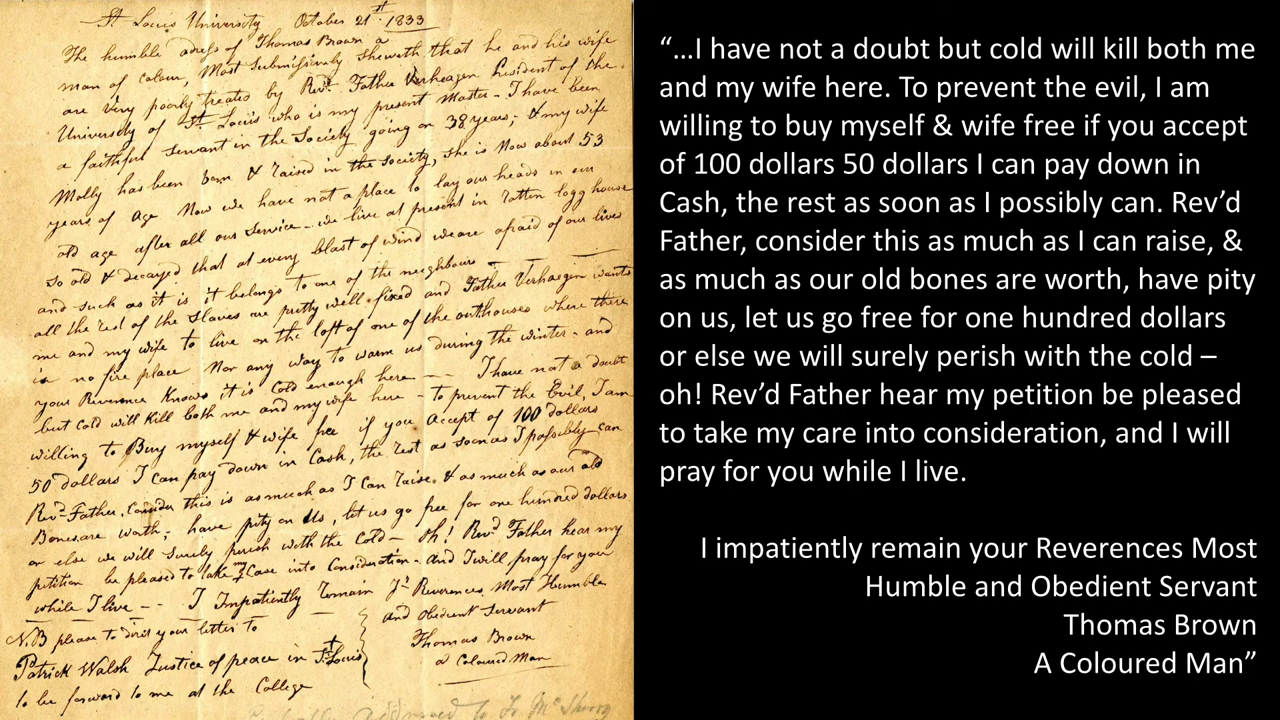 St Louis University October 21st 1833
The humble adress of Thomas Brown a
man of colour, Most Submissively Sheweth that he and his wife
are Very poorly treated by Revd. Father Verheagen President of the
University of St. Louis who is my present Master - I have been
a faithful Servant in the Society going on 38 years, & my wife
Molly has been born & raised in the Society, she is Now about 53
years of Age Now we have not a place to lay our heads in our
old age after all our Service - we live at present in rotten logg house
so old & decayed that at every blast of wind we are afraid of our lives
and such as it is it belongs to one of the neighbours
all the rest of the slaves are pretty well fixed and Father Verhaegen wants
me and my wife to live on the loft of one of the outhouses where there
is no fire place Nor any way to warm us during the winter - and
your Reverence Knows it is Cold enough here -- I have not a doubt
but cold will Kill both me and my wife here - to prevent the Evil, I am
willing to Buy myself & wife free if you Accept of 100 dollars
50 dollars I can pay down in Cash, the rest as soon as I possibly can
Revd. Father, Consider this is as much as I can raise, & as much as our old
Bones are worth; have pity on us, let us go free for one hundred dollars
or else we will Surely perish with the Cold - Oh! Revd Father hear my
petition be pleased to take my Case into Consideration - And I will pray for you
while I live -- I Impatiently remain Yr Reverences Most Humble
And Obedient Servant
Thomas Brown
a Coloured Man
N.B please to dirit your letter to
Patrick Walsh Justice of peace in St Louis
to be forward to me at the College
addressed to Fr. McSherry
“…I have not a doubt but cold will kill both me
and my wife here. To prevent the evil, I am
willing to buy myself & wife free if you accept
of 100 dollars 50 dollars I can pay down in
Cash, the rest as soon as I possibly can. Rev’d
Father, consider this as much as I can raise, &
as much as our old bones are worth, have pity
on us, let us go free for one hundred dollars
or else we will surely perish with the cold –
oh! Rev’d Father hear my petition be pleased
to take my care into consideration, and I will
pray for you while I live.
I impatiently remain your Reverences Most
Humble and Obedient Servant
Thomas Brown
A Coloured Man”